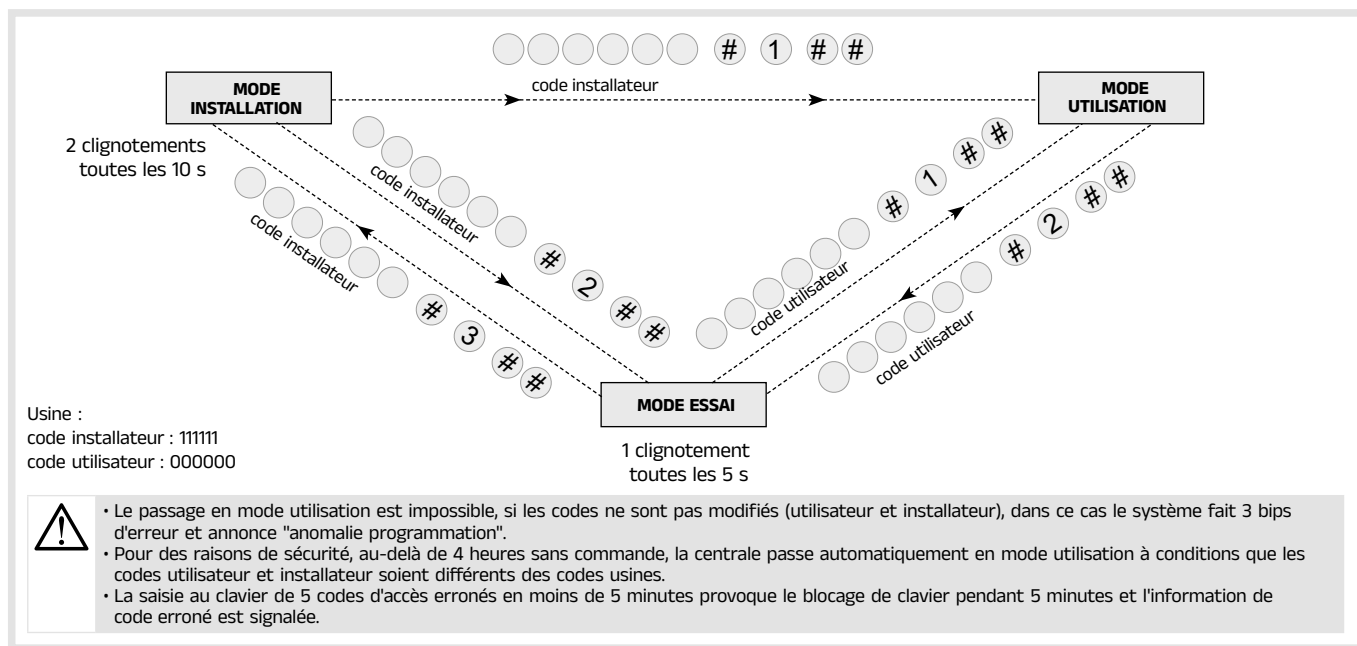 # 1 # #
code installateur
MODE
INSTALLATION
MODE
UTILISATION
2 clignotements
toutes les 10 s
code installateur
# 2 # #
code installateur
# 3 # #
code utilisateur
# 1 # #
code utilisateur
# 2 # #
MODE ESSAI
1 clignotement
toutes les 5 s
Usine :
code installateur : 111111
code utilisateur : 000000
• Le passage en mode utilisation est impossible, si les codes ne sont pas modifiés (utilisateur et installateur), dans ce cas le système fait 3 bips
d'erreur et annonce "anomalie programmation".
• Pour des raisons de sécurité, au-delà de 4 heures sans commande, la centrale passe automatiquement en mode utilisation à conditions que les
codes utilisateur et installateur soient différents des codes usines.
• La saisie au clavier de 5 codes d'accès erronés en moins de 5 minutes provoque le blocage de clavier pendant 5 minutes et l'information de
code erroné est signalée.